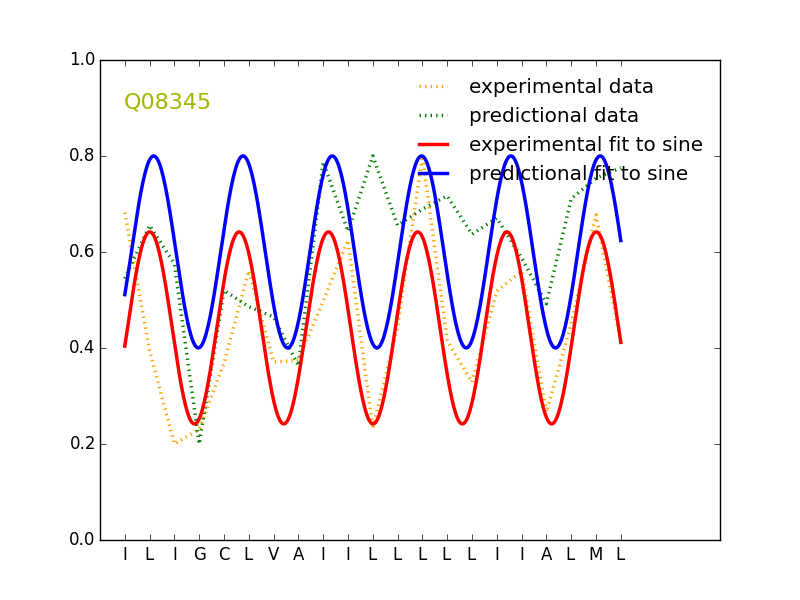 1.0
Q08345
experimental data
predictional data
experimental fit to sine
predictional fit to sine
0.8
0.6
0.4
0.2
0.0
I L I G C L V A I I L L L L L I I A L M L